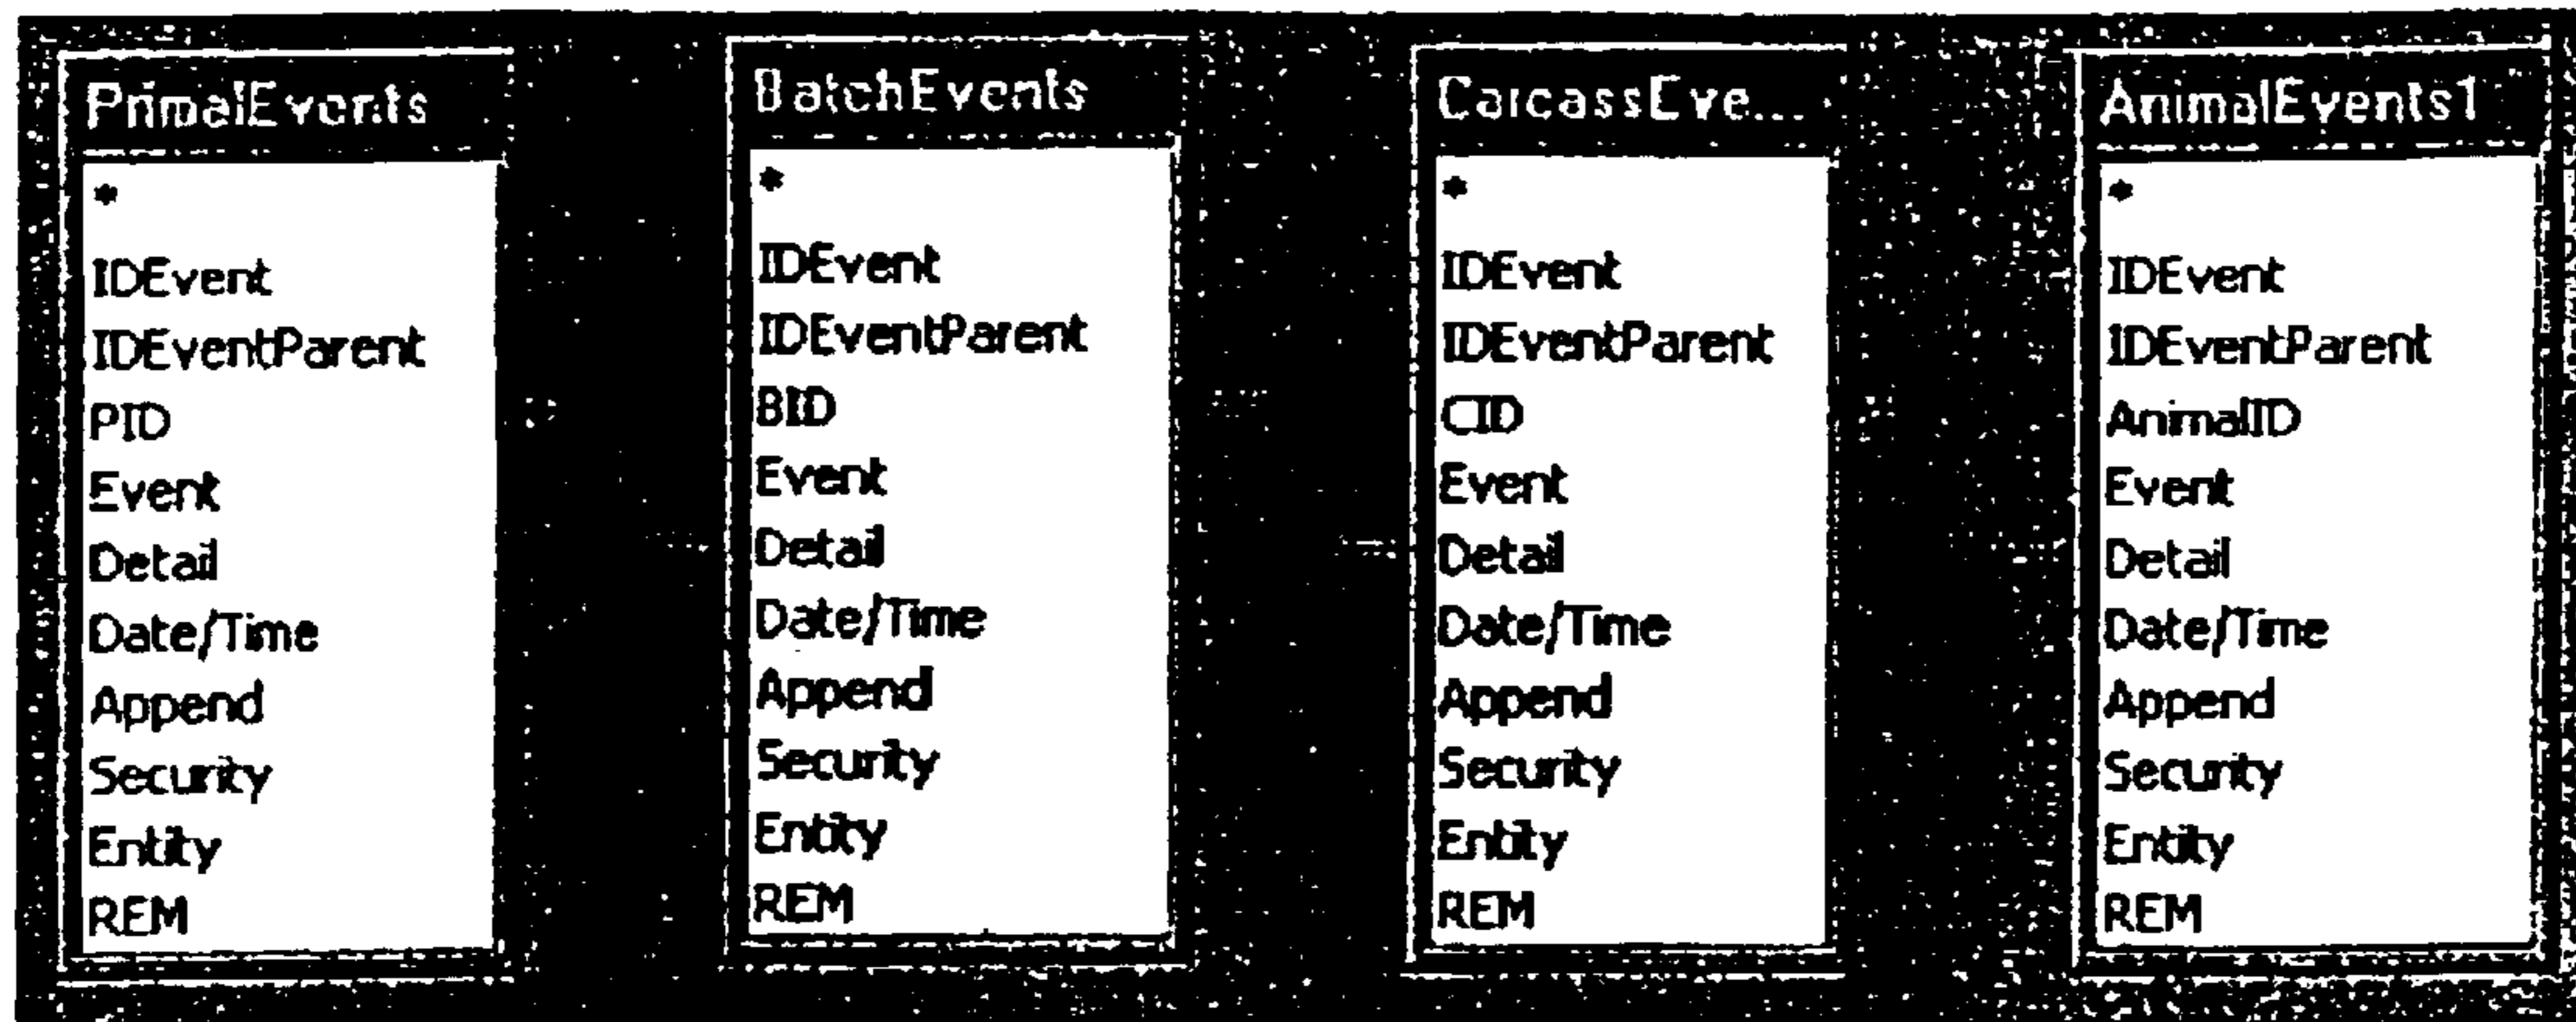 PrimalEvents
*
IDEvent
IDEventParent
PID
Event
Detail
Date/Time
Append
Security
Entity
REM
BatchEvents
*
IDEvent
IDEventParent
BID
Event
Detail
Date/Time
Append
Security
Entity
REM
CarcassEve...
*
IDEvent
IDEventParent
CID
Event
Detail
Date/Time
Append
Security
Entity
REM
AnimalEvents1
*
IDEvent
IDEventParent
AnimalID
Event
Detail
Date/Time
Append
Security
Entity
REM